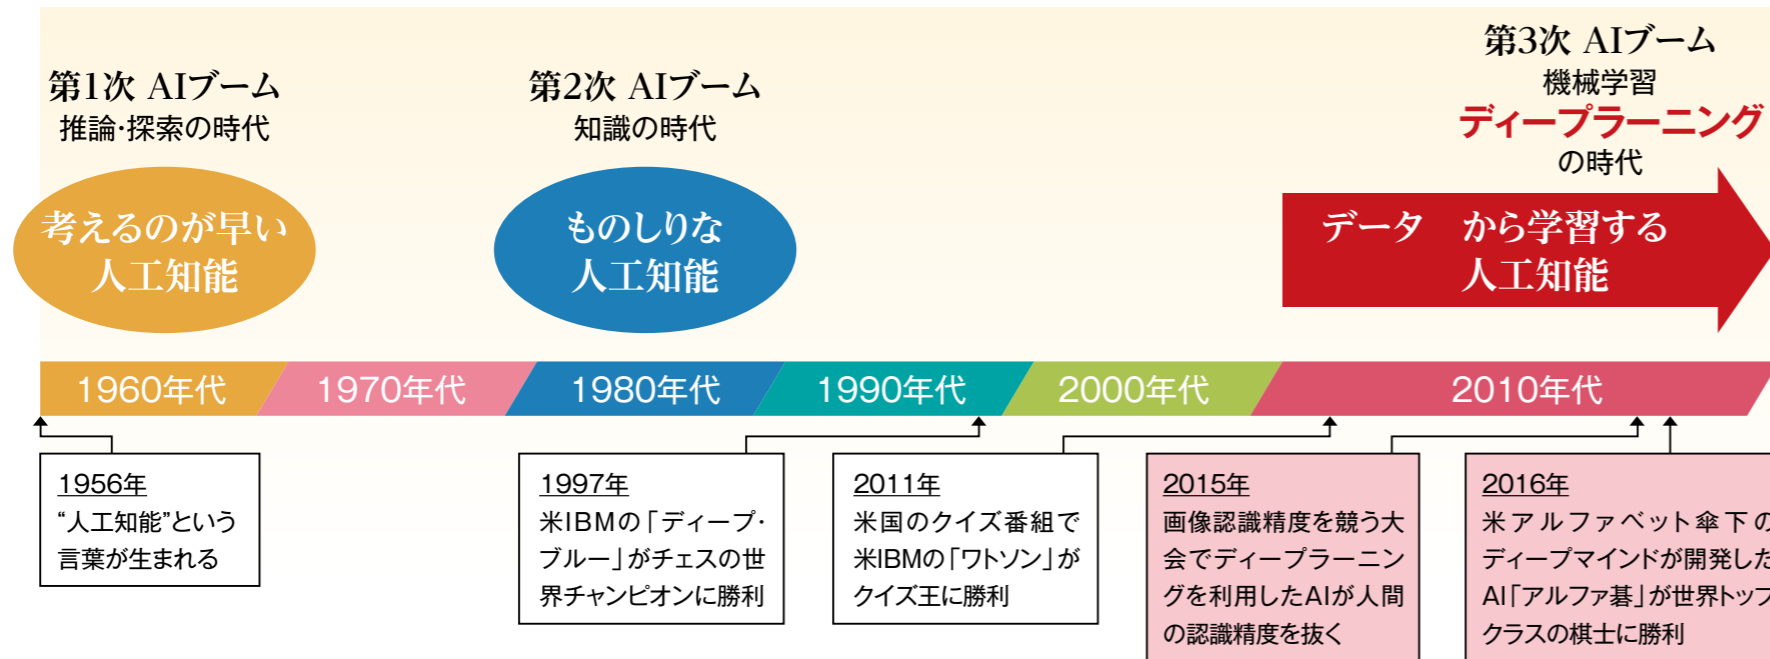 第1次 AIブーム
推論·探索の時代
考えるのが早い
人工知能
第2次 AIブーム
知識の時代
ものしりな
人工知能
第3次 AIブーム
機械学習
ディープラーニング
の時代
データ から学習する
人工知能
1960年代
1970年代
1980年代
1990年代
2000年代
2010年代
1956年
“人工知能”という
言葉が生まれる
1997年
米IBMの「ディープ・
ブルー」がチェスの世
界チャンピオンに勝利
2011年
米国のクイズ番組で
米IBMの「ワトソン」が
クイズ王に勝利
2015年
画像認識精度を競う大
会でディープラーニン
グを利用したAIが人間
の認識精度を抜く
2016年
米アルファベット傘下の
ディープマインドが開発した
AI「アルファ碁」が世界トップ
クラスの棋士に勝利